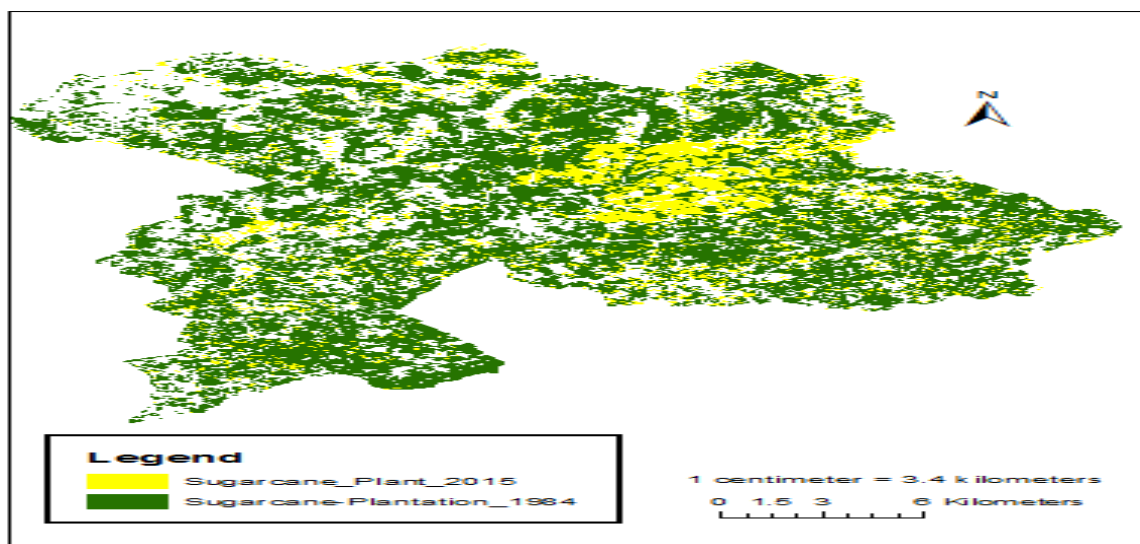 N
Legend
Sugarcane_Plant_2015
Sugarcane-Plantation_1984
1 centimeter = 3.4 kilometers
0 1.5 3 6 Kilometers